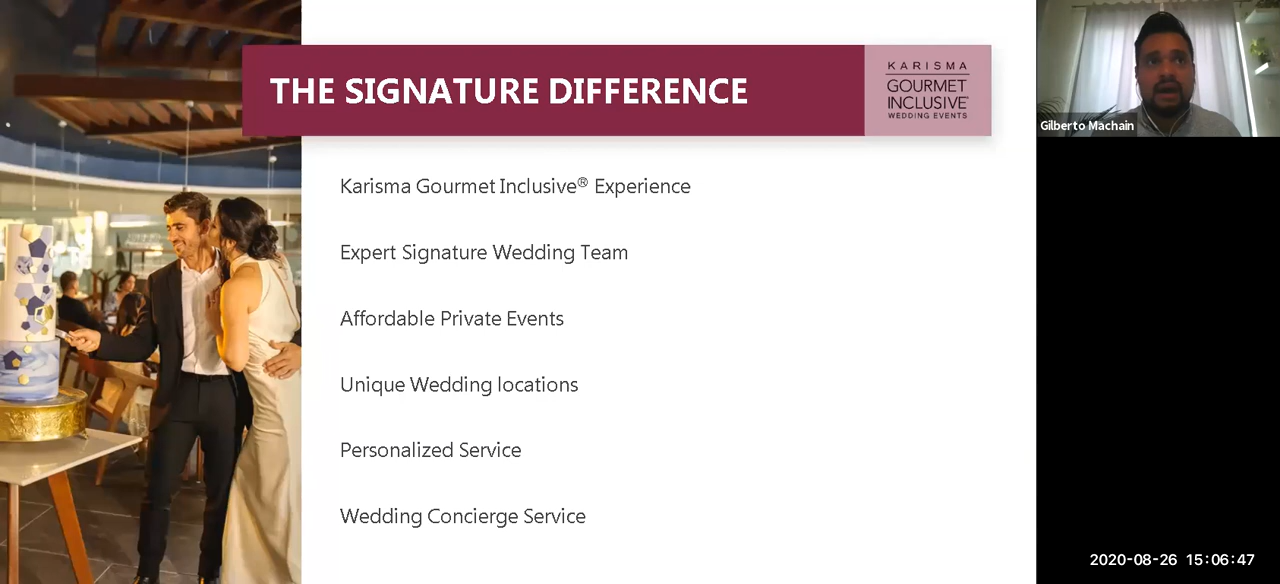 THE SIGNATURE DIFFERENCE
KARISMA
GOURMET
INCLUSIVE®
WEDDING EVENTS
Gilberto Machain
Karisma Gourmet Inclusive® Experience
Expert Signature Wedding Team
Affordable Private Events
Unique Wedding locations
Personalized Service
Wedding Concierge Service
2020-08-26 15:06:47